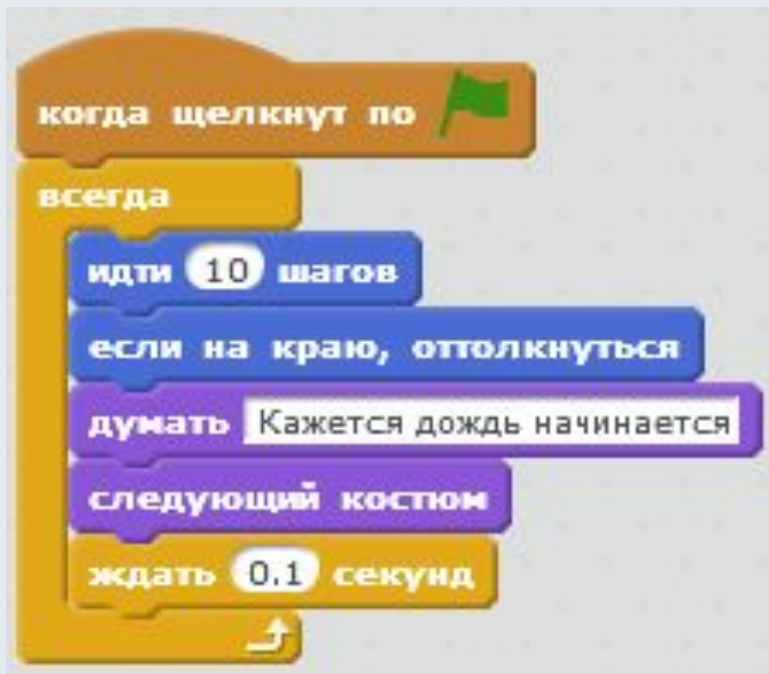 когда щелкнут по
всегда
идти 10 шагов
если на краю, оттолкнуться
думать Кажется дождь начинается
следующий костюм
ждать 0.1 секунд